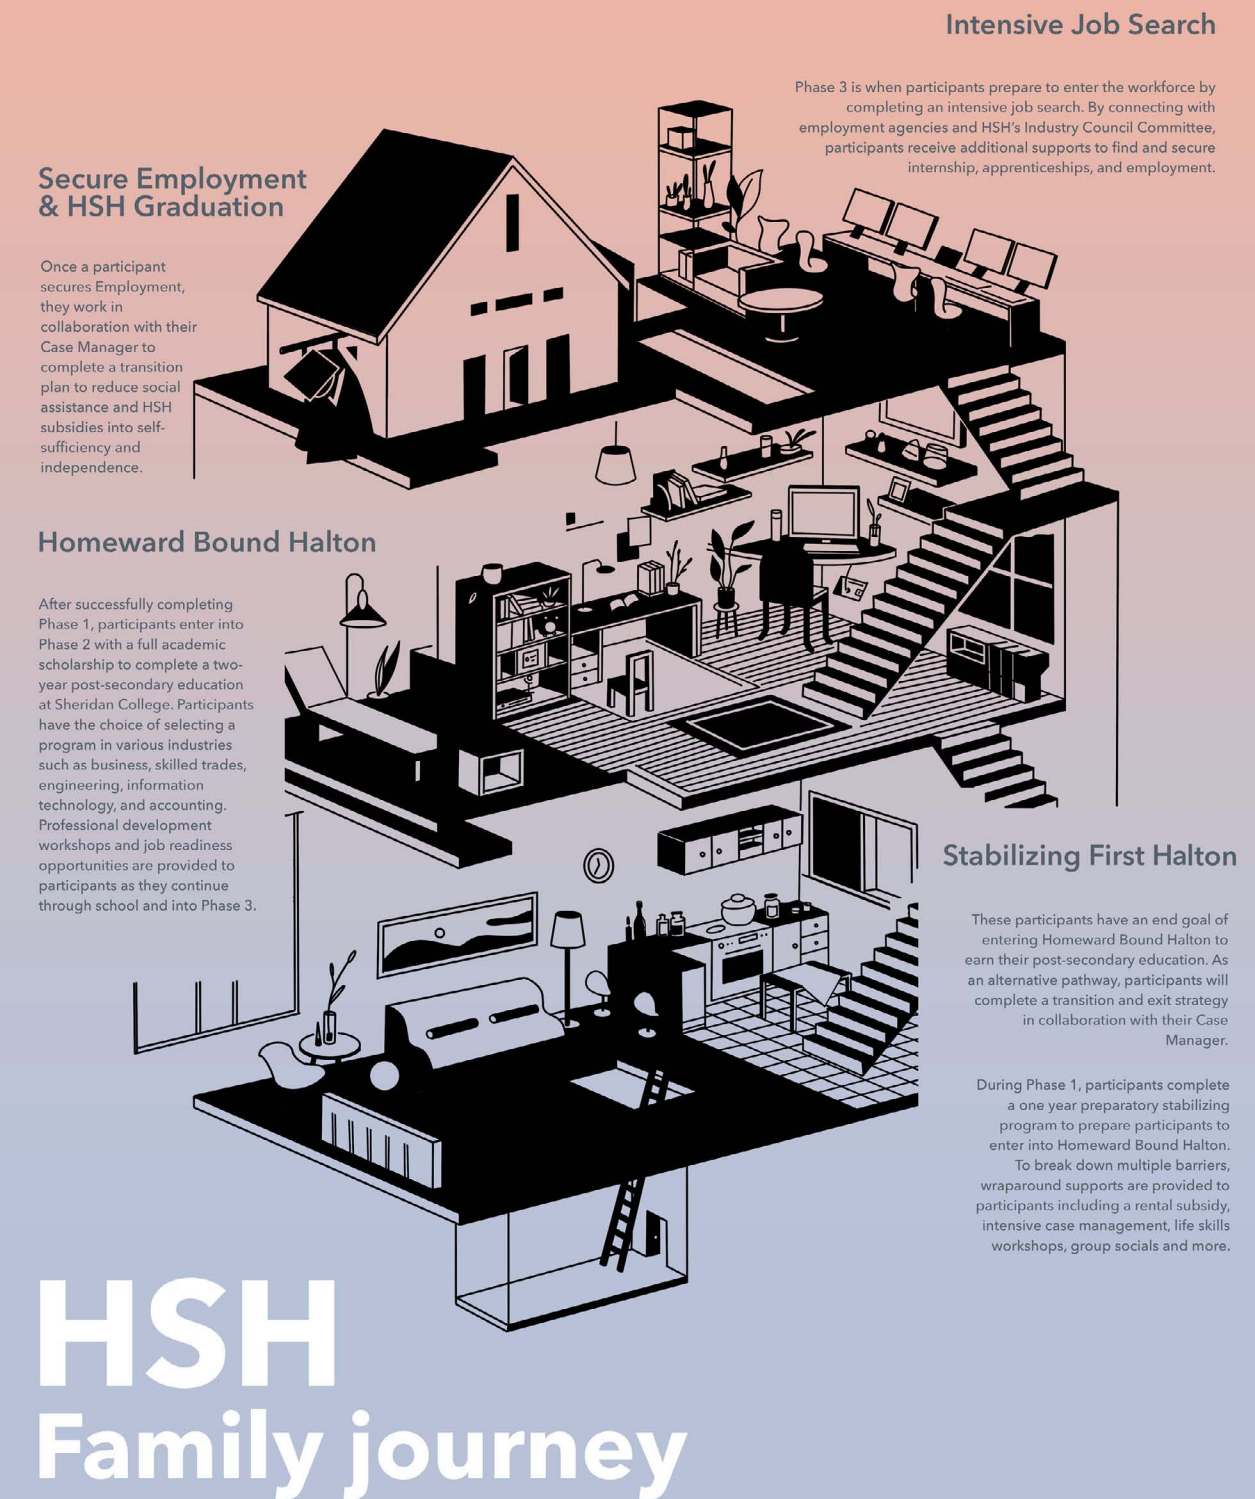 Intensive Job Search
Phase 3 is when participants prepare to enter the workforce by
completing an intensive job search. By connecting with
employment agencies and HSH's Industry Council Committee,
participants receive additional supports to find and secure
internship, apprenticeships, and employment.
Secure Employment
& HSH Graduation
Once a participant
secures Employment,
they work in
collaboration with their
Case Manager to
complete a transition
plan to reduce social
assistance and HSH
subsidies into self-
sufficiency and
independence.
Homeward Bound Halton
After successfully completing
Phase 1, participants enter into
Phase 2 with a full academic
scholarship to complete a two-
year post-secondary education
at Sheridan College. Participants
have the choice of selecting a
program in various industries
such as business, skilled trades,
engineering, information
technology, and accounting.
Professional development
workshops and job readiness
opportunities are provided to
participants as they continue
through school and into Phase 3.
Stabilizing First Halton
These participants have an end goal of
entering Homeward Bound Halton to
earn their post-secondary education. As
an alternative pathway, participants will
complete a transition and exit strategy
in collaboration with their Case
Manager.
During Phase 1, participants complete
a one year preparatory stabilizing
program to prepare participants to
enter into Homeward Bound Halton.
To break down multiple barriers,
wraparound supports are provided to
participants including a rental subsidy,
intensive case management, life skills
workshops, group socials and more.
HSH
Family journey